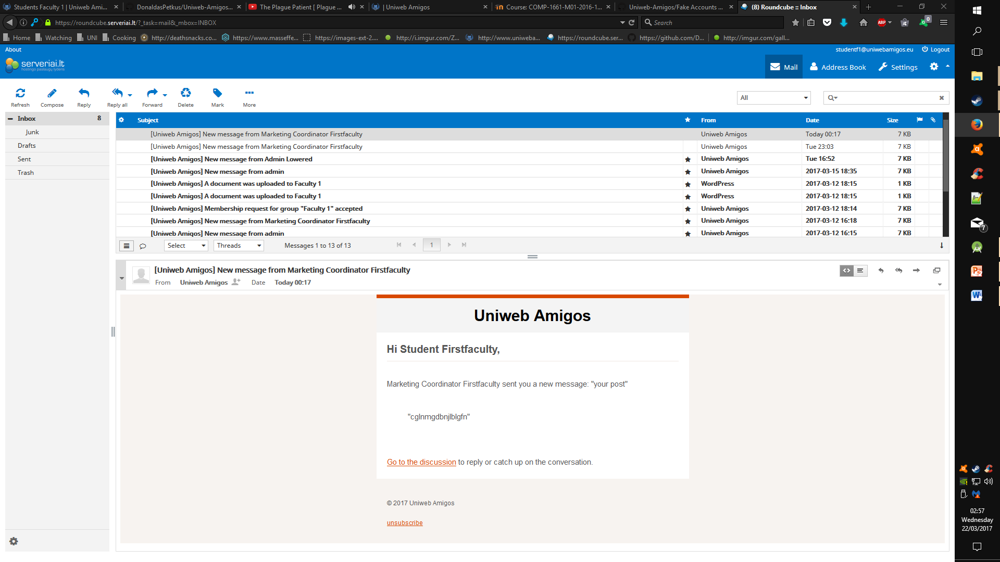 Students Faculty 1 | Uniweb Ami...
DonaldasPetkus/Uniweb-Amigos...
The Plague Patient [ Plague ...
| Uniweb Amigos
Course: COMP-1661-M01-2016-1...
Uniweb-Amigos/Fake Accounts ...
(8) Roundcube :: Inbox
https://roundcube.serveriai.lt/?_task=mail&_mbox=INBOX
Search
ABP
0
Home
Watching
UNI
Cooking
http://deathsnacks.co...
https://www.masseffe...
https://images-ext-2....
http://i.imgur.com/Z...
http://www.uniweba...
https://roundcube.ser...
https://github.com/D...
http://imgur.com/gall...
About
studentf1@uniwebamigos.eu
Logout
serveriai.lt
hostingo paslaugų lyderis
Mail
Address Book
Settings
Refresh
Compose
Reply
Reply all
Forward
Delete
Mark
More
All
Inbox 8
Junk
Drafts
Sent
Trash
Subject From Date Size
[Uniweb Amigos] New message from Marketing Coordinator Firstfaculty Uniweb Amigos Today 00:17 7 KB
[Uniweb Amigos] New message from Marketing Coordinator Firstfaculty Uniweb Amigos Tue 23:03 7 KB
[Uniweb Amigos] New message from Admin Lowered Uniweb Amigos Tue 16:52 7 KB
[Uniweb Amigos] New message from admin Uniweb Amigos 2017-03-15 18:35 7 KB
[Uniweb Amigos] A document was uploaded to Faculty 1 WordPress 2017-03-12 18:15 1 KB
[Uniweb Amigos] A document was uploaded to Faculty 1 WordPress 2017-03-12 18:15 1 KB
[Uniweb Amigos] Membership request for group "Faculty 1" accepted Uniweb Amigos 2017-03-12 18:14 7 KB
[Uniweb Amigos] New message from Marketing Coordinator Firstfaculty Uniweb Amigos 2017-03-12 16:18 7 KB
[Uniweb Amigos] New message from admin Uniweb Amigos 2017-03-12 16:15 7 KB
Select
Threads
Messages 1 to 13 of 13
1
[Uniweb Amigos] New message from Marketing Coordinator Firstfaculty
From Uniweb Amigos Date Today 00:17
Uniweb Amigos
Hi Student Firstfaculty,
Marketing Coordinator Firstfaculty sent you a new message: "your post"
"cglnmgdbnjlblgfn"
Go to the discussion to reply or catch up on the conversation.
© 2017 Uniweb Amigos
unsubscribe
7
02:57
Wednesday
22/03/2017